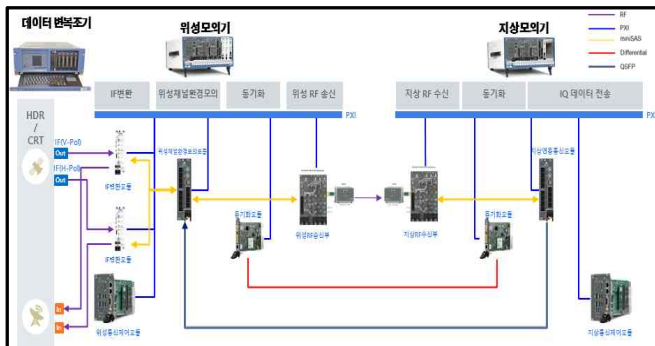 데이터 변복조기
위성모의기
지상모의기
RF
PXI
miniSAS
Differential
QSFP
IF변환
위성채널환경모의
동기화
위성 RF 송신
지상 RF 수신
동기화
IQ 데이터 전송
PXI
PXI
HDR
/
CRT
IF(V-Pol)
Out
IF(H-Pol)
Out
IF변환모듈
IF변환모듈
위성채널환경모의모듈
위성RF송신부
지상RF수신부
동기화모듈
동기화모듈
지상연동통신모듈
In
In
위성통신제어모듈
지상통신제어모듈